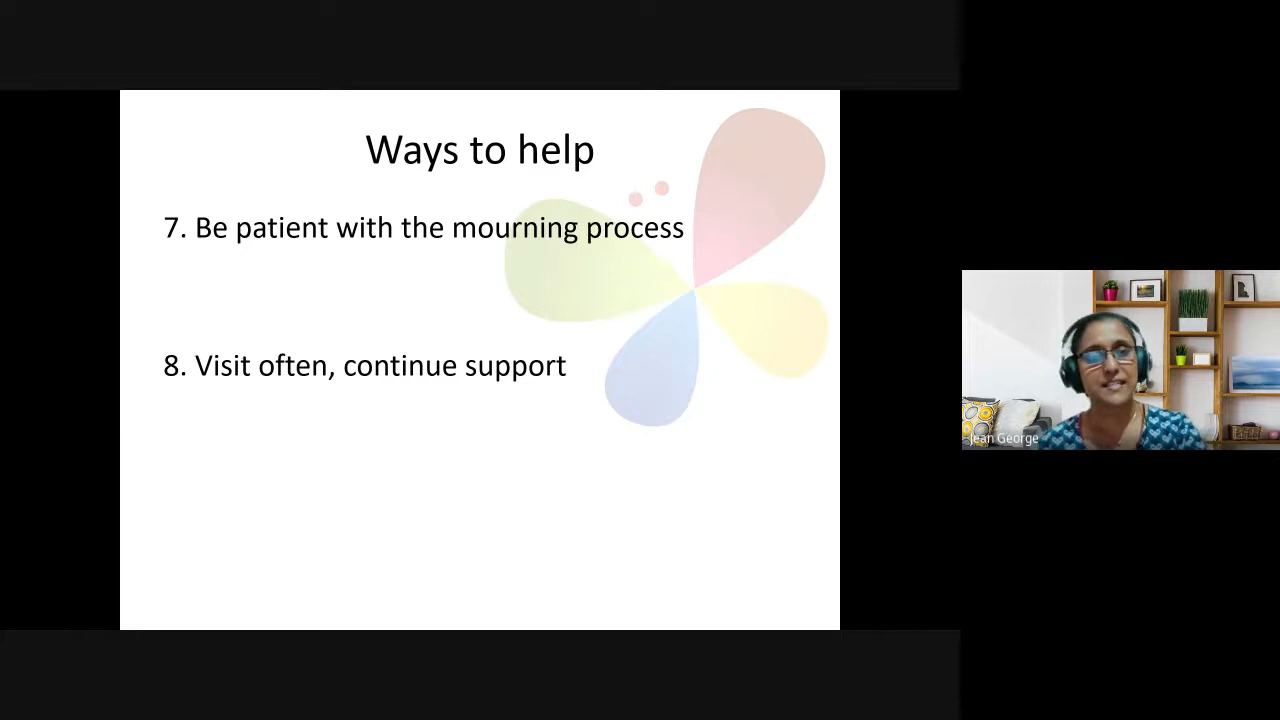 Ways to help
7. Be patient with the mourning process
8. Visit often, continue support
Jean George